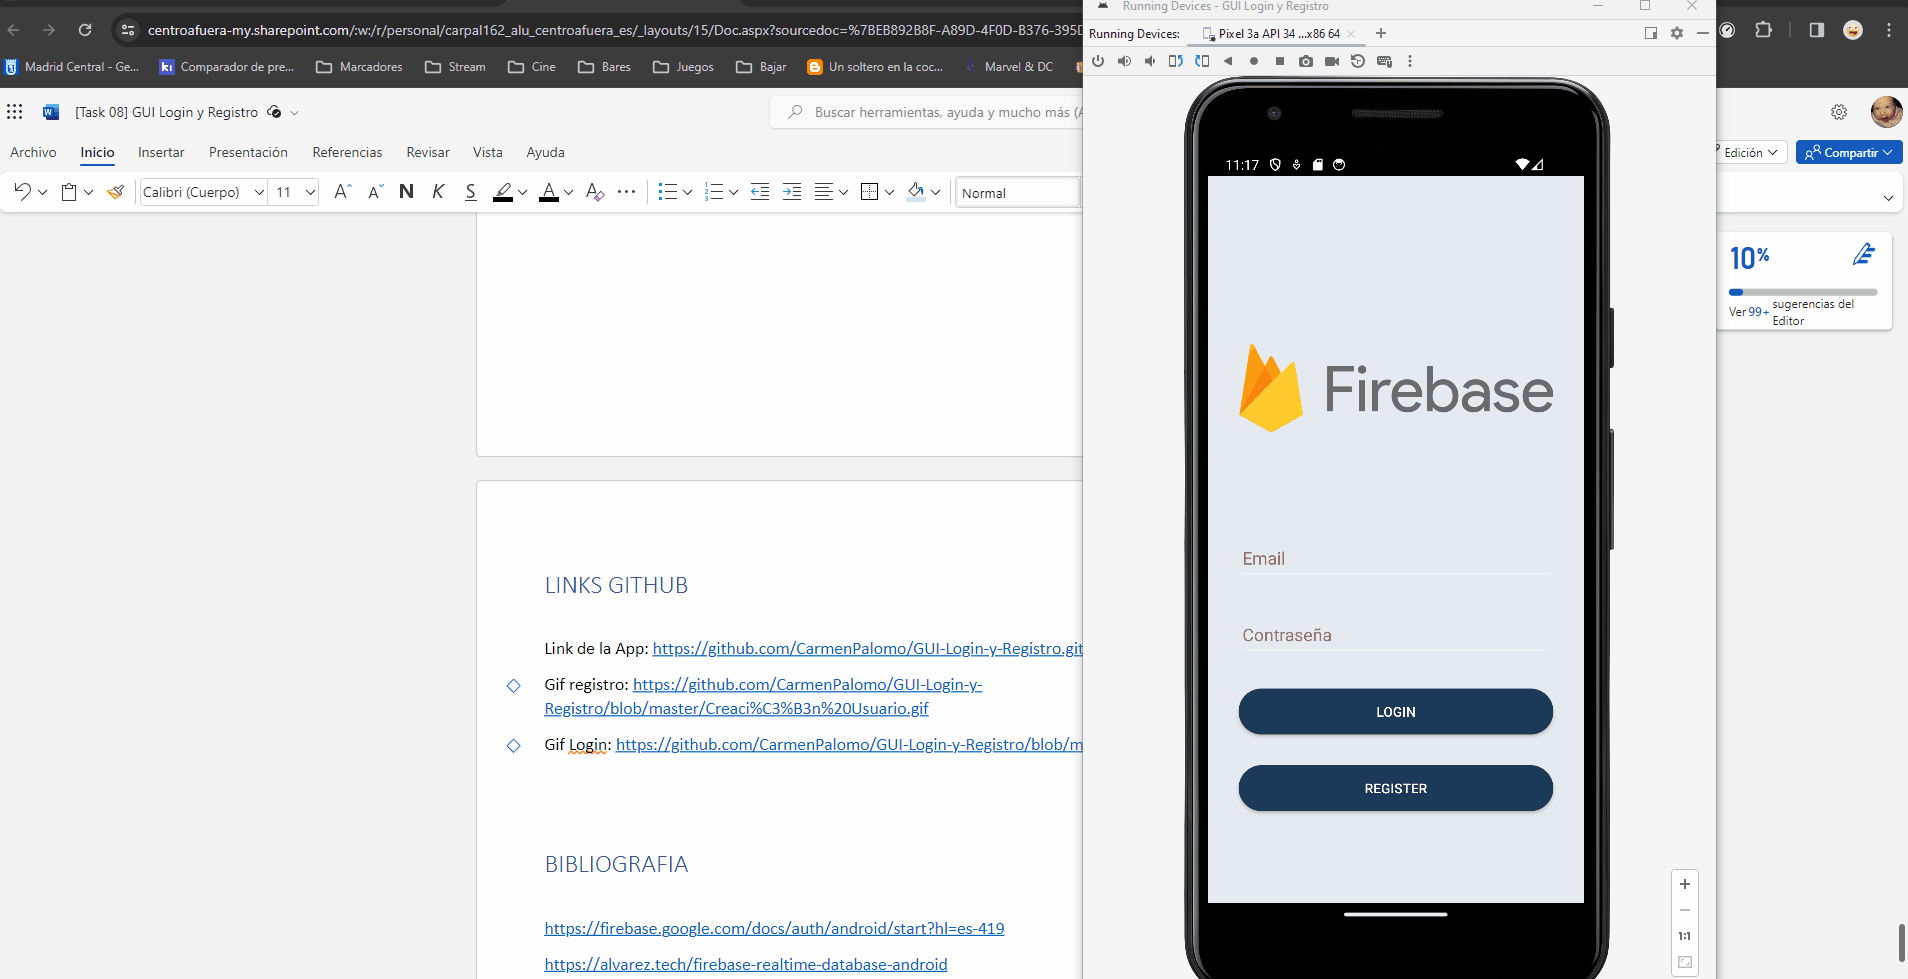 Running Devices - GUI Login y Registro
centroafuera-my.sharepoint.com/:w:/r/personal/carpal162_alu_centroafuera_es/_layouts/15/Doc.aspx?sourcedoc=%7BEB892B8F-A89D-4F0D-B376-395D
Running Devices:
Pixel 3a API 34 ...x86 64
Madrid Central - Ge...
Comparador de pre...
Marcadores
Stream
Cine
Bares
Juegos
Bajar
Un soltero en la coc...
Marvel & DC
[Task 08] GUI Login y Registro
Buscar herramientas, ayuda y mucho más (A
Archivo
Inicio
Insertar
Presentación
Referencias
Revisar
Vista
Ayuda
Edición
Compartir
Calibri (Cuerpo)
11
N
K
S
Normal
11:17
10%
Ver 99+ sugerencias del
Editor
Firebase
Email
Contraseña
LOGIN
REGISTER
LINKS GITHUB
Link de la App: https://github.com/CarmenPalomo/GUI-Login-y-Registro.git
Gif registro: https://github.com/CarmenPalomo/GUI-Login-y-
Registro/blob/master/Creaci%C3%B3n%20Usuario.gif
Gif Login: https://github.com/CarmenPalomo/GUI-Login-y-Registro/blob/m
BIBLIOGRAFIA
https://firebase.google.com/docs/auth/android/start?hl=es-419
https://alvarez.tech/firebase-realtime-database-android
1:1